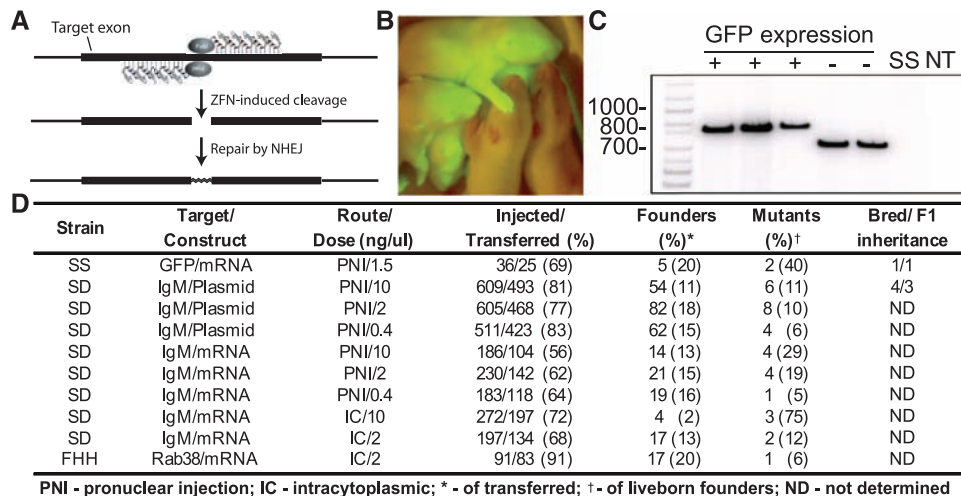 A
Target exon
ZFN-induced cleavage
Repair by NHEJ
B
C
GFP expression
+ + + - - SS NT
1000-
800-
700-
D
Strain Target/ Construct Route/ Dose (ng/ul) Injected/ Transferred (%) Founders (%)* Mutants (%)† Bred/ F1 inheritance
SS GFP/mRNA PNI/1.5 36/25 (69) 5 (20) 2 (40) 1/1
SD IgM/Plasmid PNI/10 609/493 (81) 54 (11) 6 (11) 4/3
SD IgM/Plasmid PNI/2 605/468 (77) 82 (18) 8 (10) ND
SD IgM/Plasmid PNI/0.4 511/423 (83) 62 (15) 4 (6) ND
SD IgM/mRNA PNI/10 186/104 (56) 14 (13) 4 (29) ND
SD IgM/mRNA PNI/2 230/142 (62) 21 (15) 4 (19) ND
SD IgM/mRNA PNI/0.4 183/118 (64) 19 (16) 1 (5) ND
SD IgM/mRNA IC/10 272/197 (72) 4 (2) 3 (75) ND
SD IgM/mRNA IC/2 197/134 (68) 17 (13) 2 (12) ND
FHH Rab38/mRNA IC/2 91/83 (91) 17 (20) 1 (6) ND
PNI - pronuclear injection; IC - intracytoplasmic; * - of transferred; † - of liveborn founders; ND - not determined